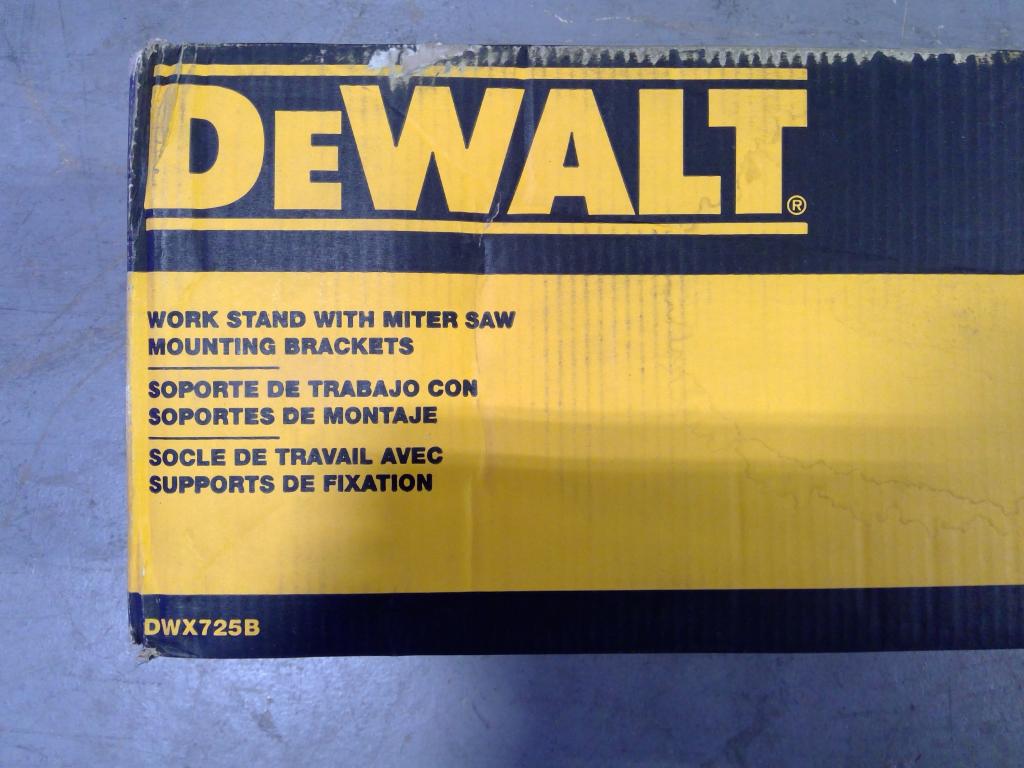 DEWALT®
WORK STAND WITH MITER SAW
MOUNTING BRACKETS
SOPORTE DE TRABAJO CON
SOPORTES DE MONTAJE
SOCLE DE TRAVAIL AVEC
SUPPORTS DE FIXATION
DWX725B